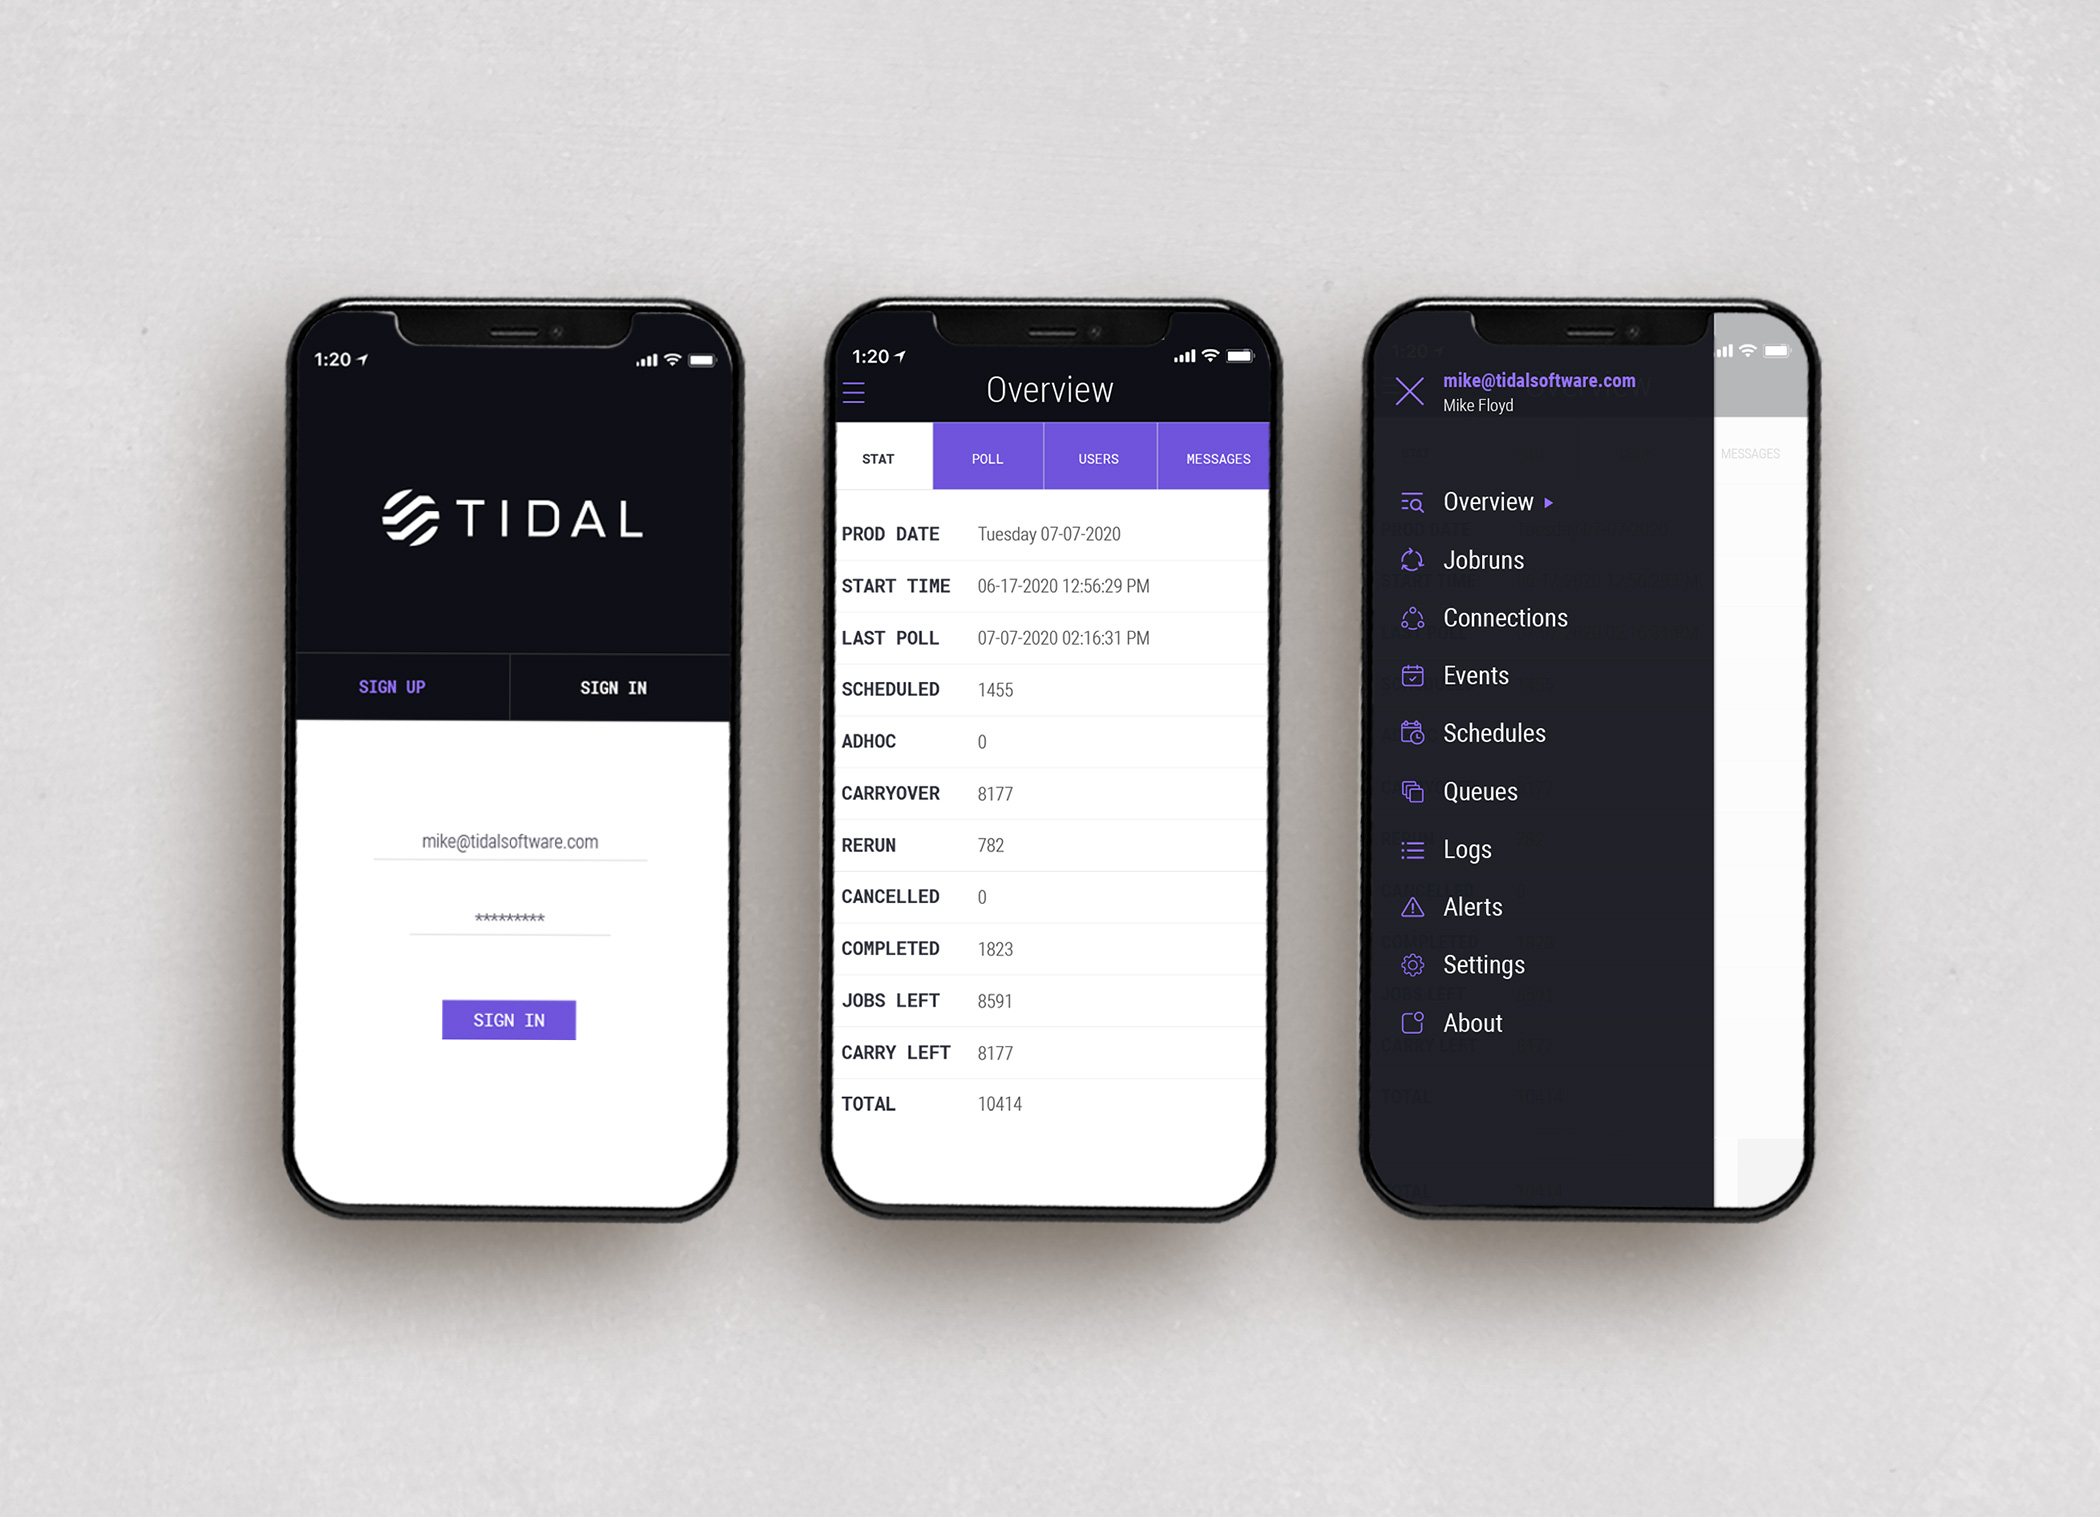 1:20
TIDAL
SIGN UP SIGN IN
mike@tidalsoftware.com
*********
SIGN IN
1:20
Overview
STAT POLL USERS MESSAGES
PROD DATE Tuesday 07-07-2020
START TIME 06-17-2020 12:56:29 PM
LAST POLL 07-07-2020 02:16:31 PM
SCHEDULED 1455
ADHOC 0
CARRYOVER 8177
RERUN 782
CANCELLED 0
COMPLETED 1823
JOBS LEFT 8591
CARRY LEFT 8177
TOTAL 10414
1:20
mike@tidalsoftware.com
Mike Floyd
MESSAGES
Overview
Jobruns
Connections
Events
Schedules
Queues
Logs
Alerts
Settings
About